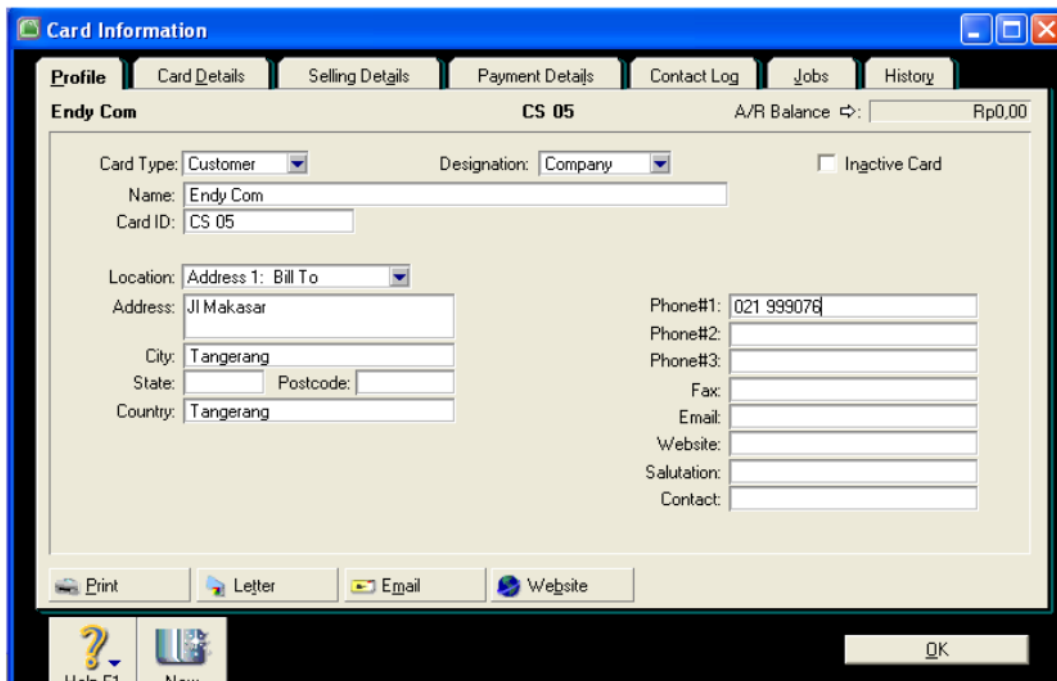 Card Information
Profile Card Details Selling Details Payment Details Contact Log Jobs History
Endy Com CS 05 A/R Balance ⇨: Rp0,00
Card Type: Customer Designation: Company Inactive Card
Name: Endy Com
Card ID: CS 05
Location: Address 1: Bill To
Address: Jl Makasar Phone#1: 021 999076
Phone#2:
City: Tangerang Phone#3:
State: Postcode: Fax:
Country: Tangerang Email:
Website:
Salutation:
Contact:
Print Letter Email Website
OK
Help F1 New